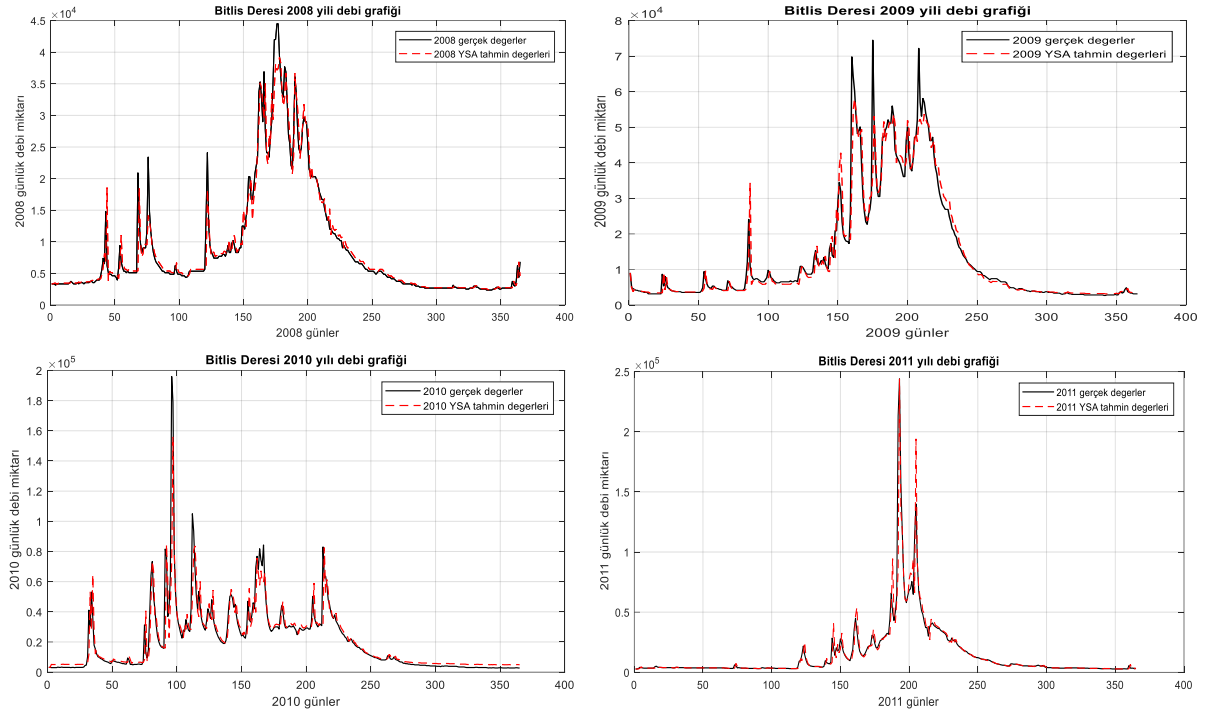 Bitlis Deresi 2008 yili debi grafiği
×10⁴
4.5
4
3.5
3
2.5
2
1.5
1
0.5
0
0 50 100 150 200 250 300 350 400
2008 günlük debi miktarı
2008 günler
2008 gerçek degerler
2008 YSA tahmin degerleri
Bitlis Deresi 2009 yili debi grafiği
×10⁴
8
7
6
5
4
3
2
1
0
0 50 100 150 200 250 300 350 400
2009 günlük debi miktarı
2009 günler
2009 gerçek degerler
2009 YSA tahmin degerleri
Bitlis Deresi 2010 yılı debi grafiği
×10⁵
2
1.8
1.6
1.4
1.2
1
0.8
0.6
0.4
0.2
0
0 50 100 150 200 250 300 350 400
2010 günlük debi miktarı
2010 günler
2010 gerçek degerler
2010 YSA tahmin degerleri
Bitlis Deresi 2011 yılı debi grafiği
×10⁵
2.5
2
1.5
1
0.5
0
0 50 100 150 200 250 300 350 400
2011 günlük debi miktarı
2011 günler
2011 gerçek degerler
2011 YSA tahmin degerleri